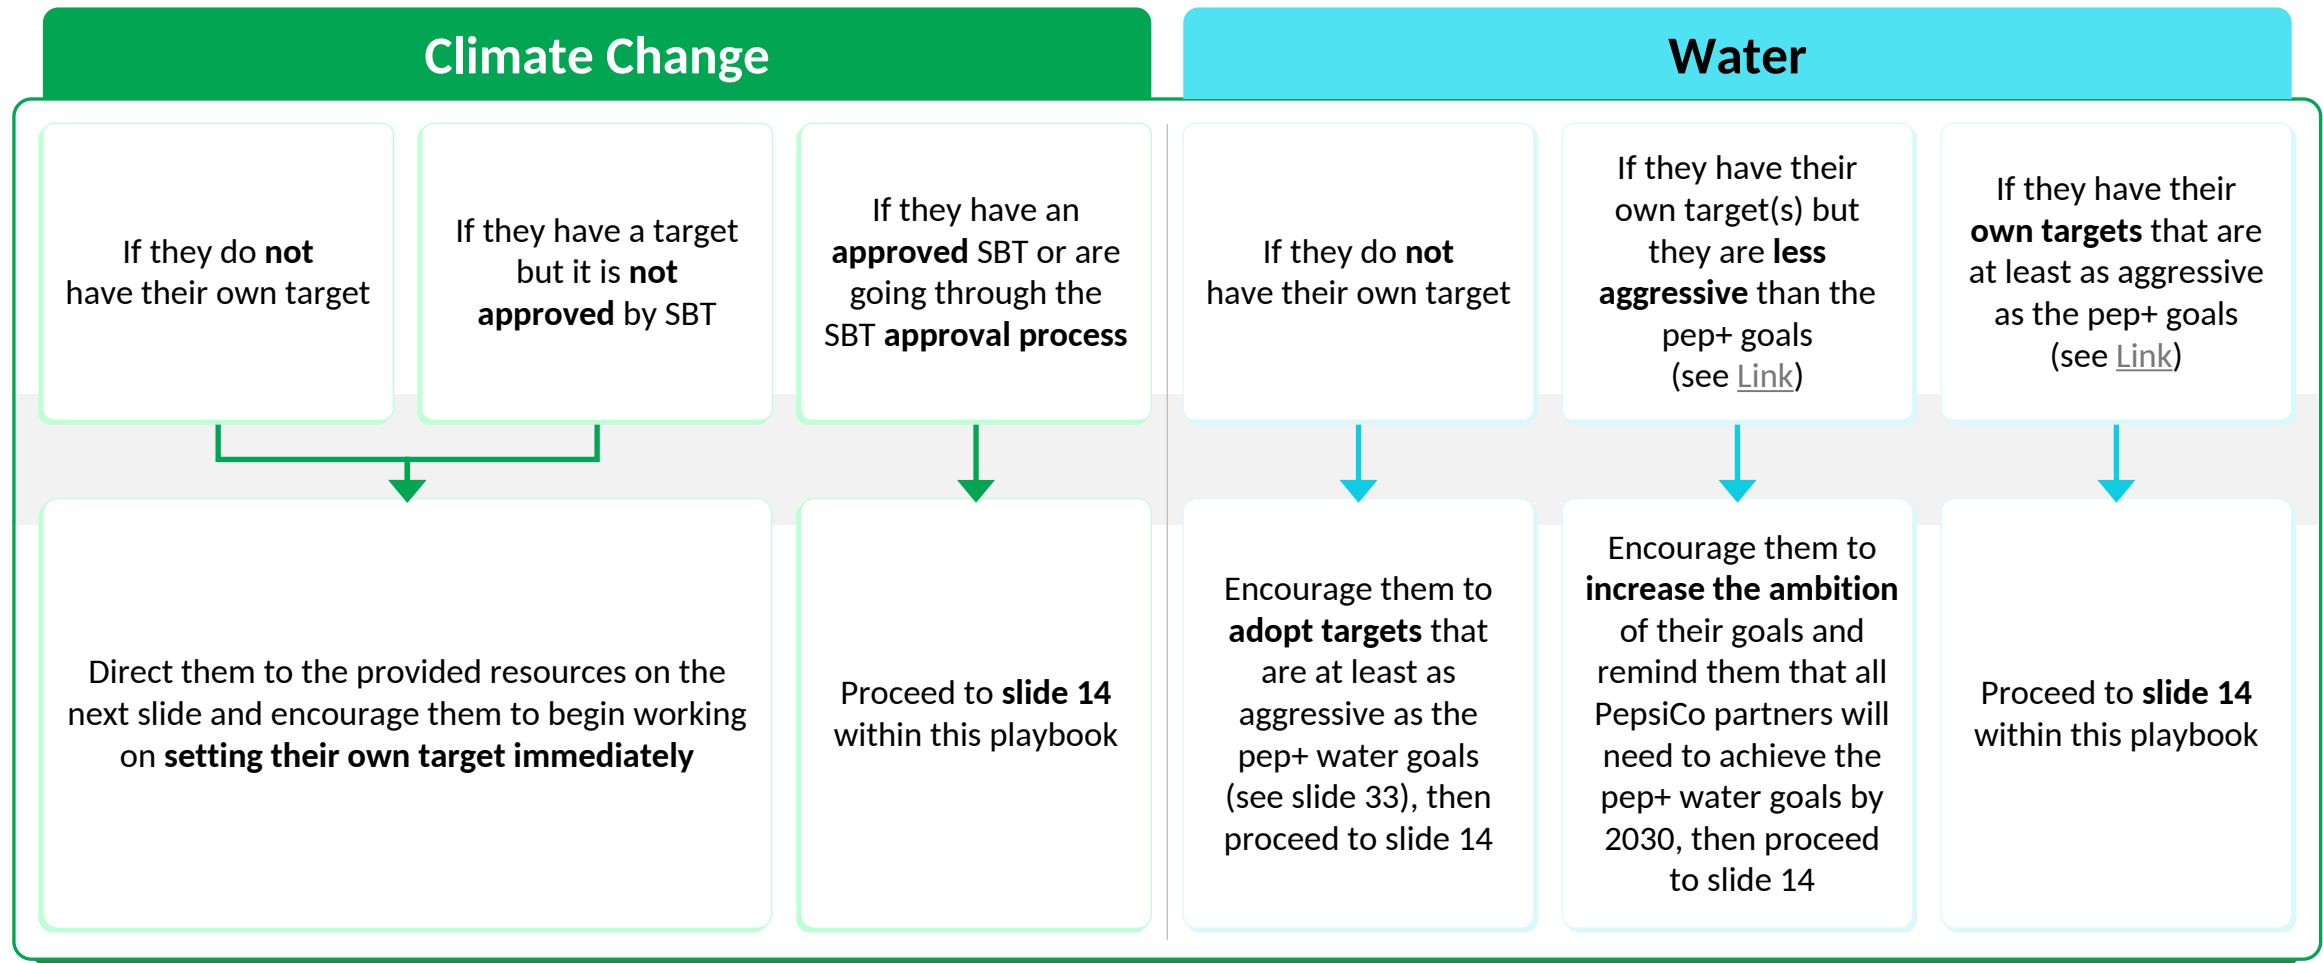 Climate Change
Water
If they do not
have their own target
If they have a target
but it is not
approved by SBT
If they have an
approved SBT or are
going through the
SBT approval process
If they do not
have their own target
If they have their
own target(s) but
they are less
aggressive than the
pep+ goals
(see Link)
If they have their
own targets that are
at least as aggressive
as the pep+ goals
(see Link)
Direct them to the provided resources on the
next slide and encourage them to begin working
on setting their own target immediately
Proceed to slide 14
within this playbook
Encourage them to
adopt targets that
are at least as
aggressive as the
pep+ water goals
(see slide 33), then
proceed to slide 14
Encourage them to
increase the ambition
of their goals and
remind them that all
PepsiCo partners will
need to achieve the
pep+ water goals by
2030, then proceed
to slide 14
Proceed to slide 14
within this playbook